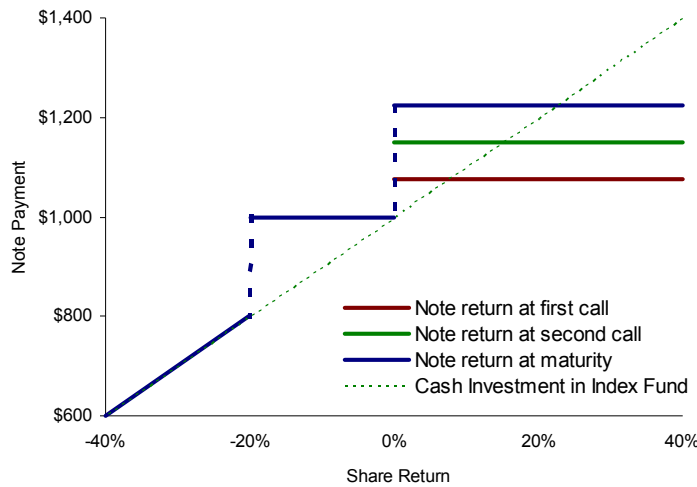 $1,400
$1,200
$1,000
$800
$600
Note Payment
Note return at first call
Note return at second call
Note return at maturity
Cash Investment in Index Fund
-40%
-20%
0%
20%
40%
Share Return